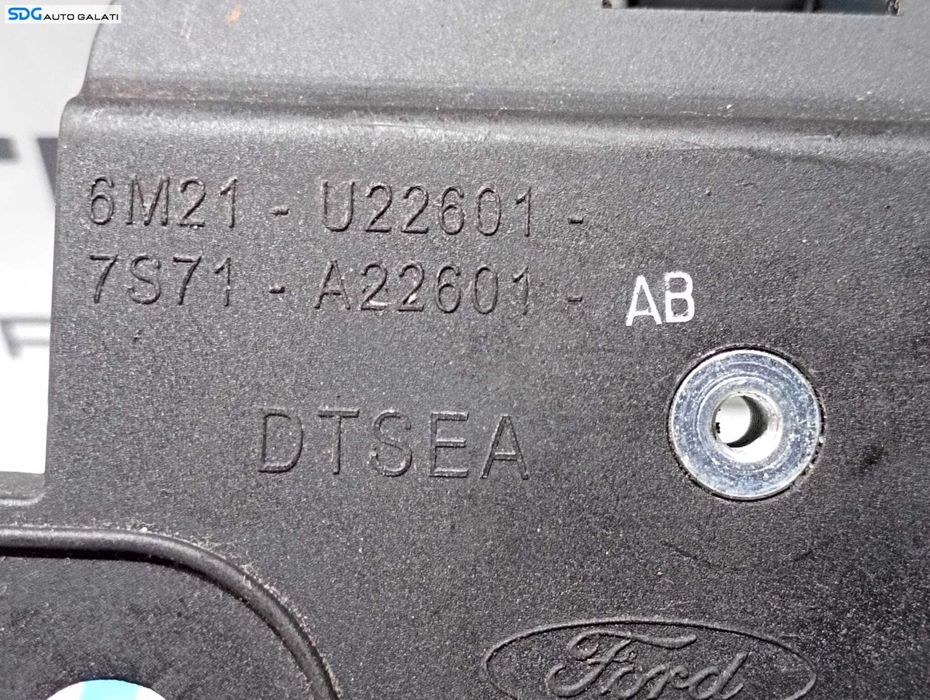 SDG AUTO GALATI
6M21 - U22601 -
7S71 - A22601 - AB
DTSEA
Ford